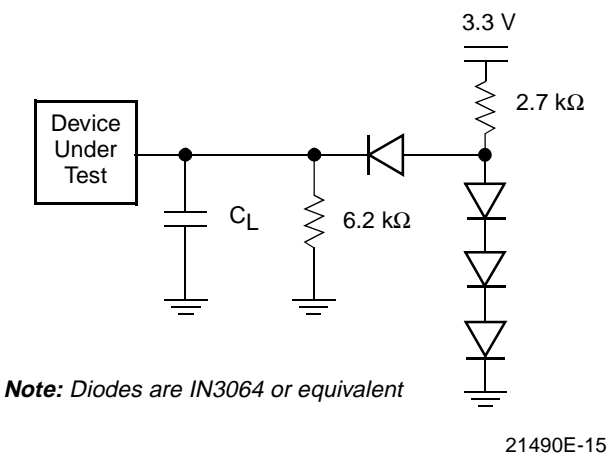 3.3 V
2.7 kΩ
Device
Under
Test
CL
6.2 kΩ
Note: Diodes are IN3064 or equivalent
21490E-15